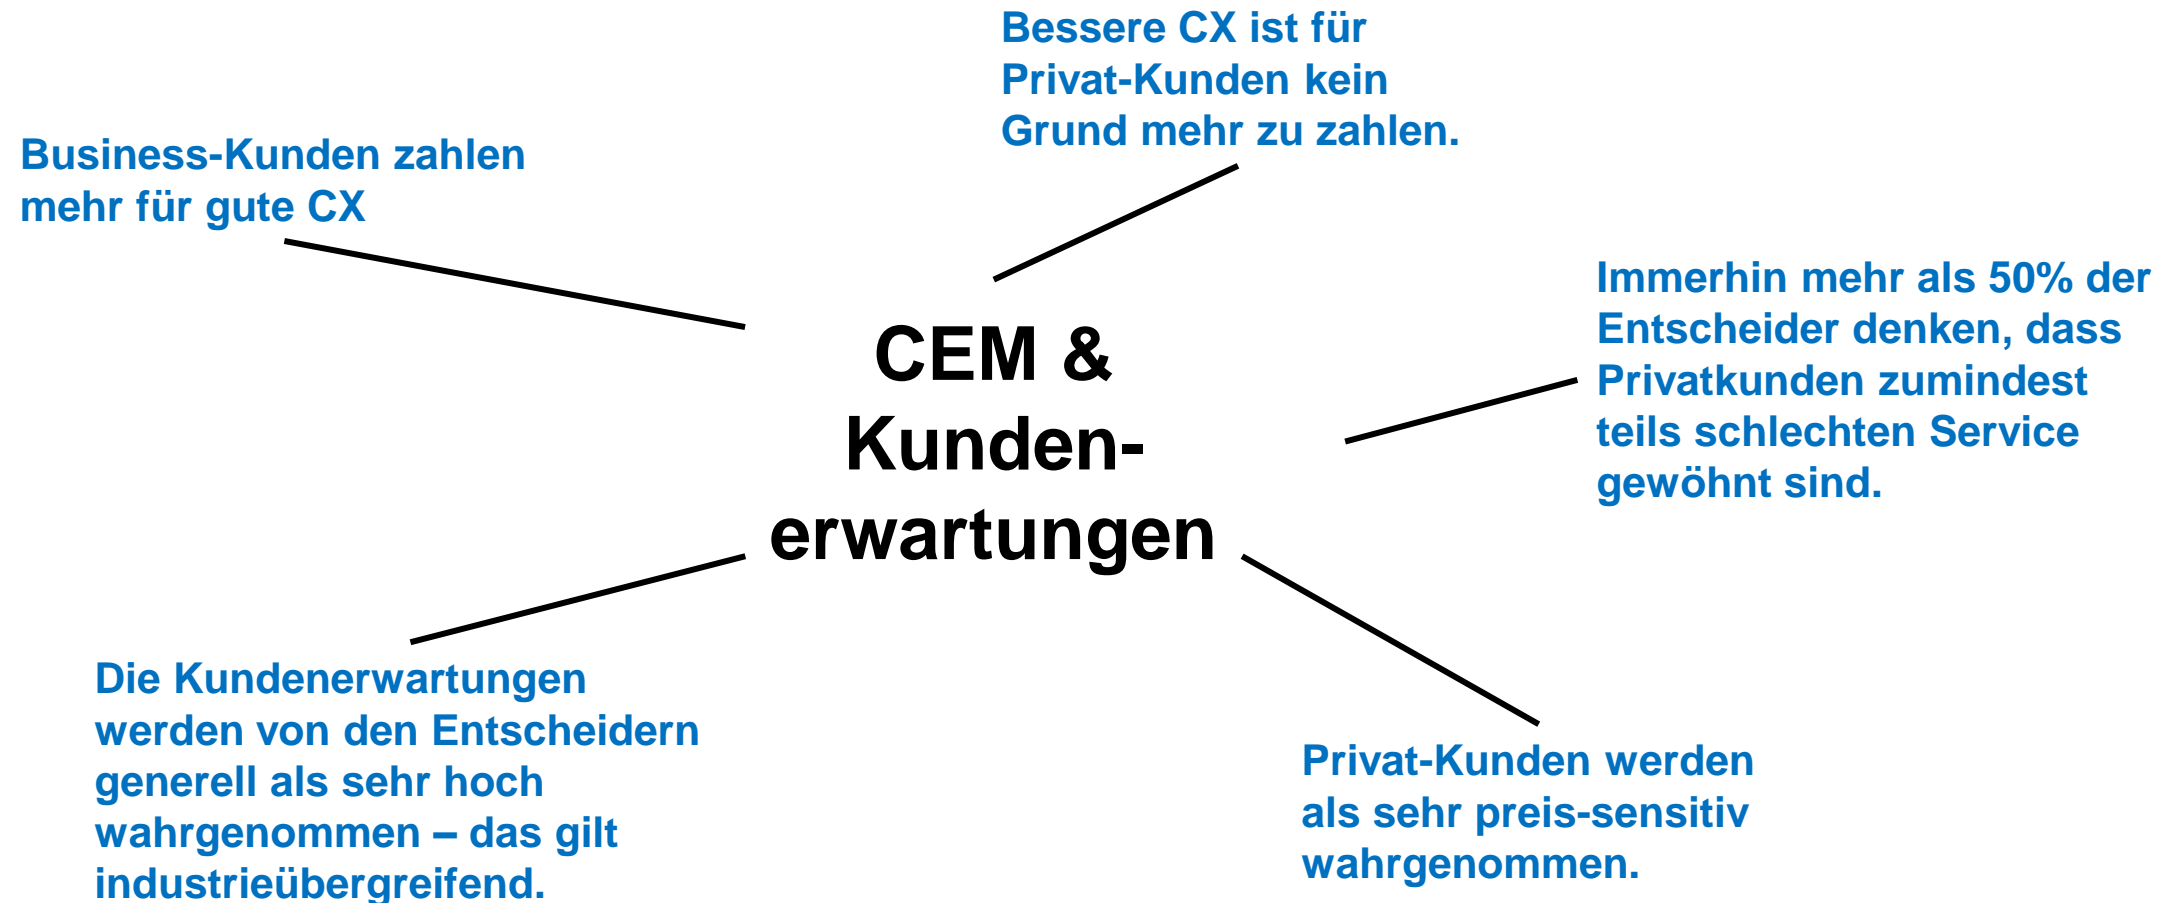 Bessere CX ist für
Privat-Kunden kein
Grund mehr zu zahlen.
Business-Kunden zahlen
mehr für gute CX
Immerhin mehr als 50% der
Entscheider denken, dass
Privatkunden zumindest
teils schlechten Service
gewöhnt sind.
CEM &
Kunden-
erwartungen
Die Kundenerwartungen
werden von den Entscheidern
generell als sehr hoch
wahrgenommen – das gilt
industrieübergreifend.
Privat-Kunden werden
als sehr preis-sensitiv
wahrgenommen.